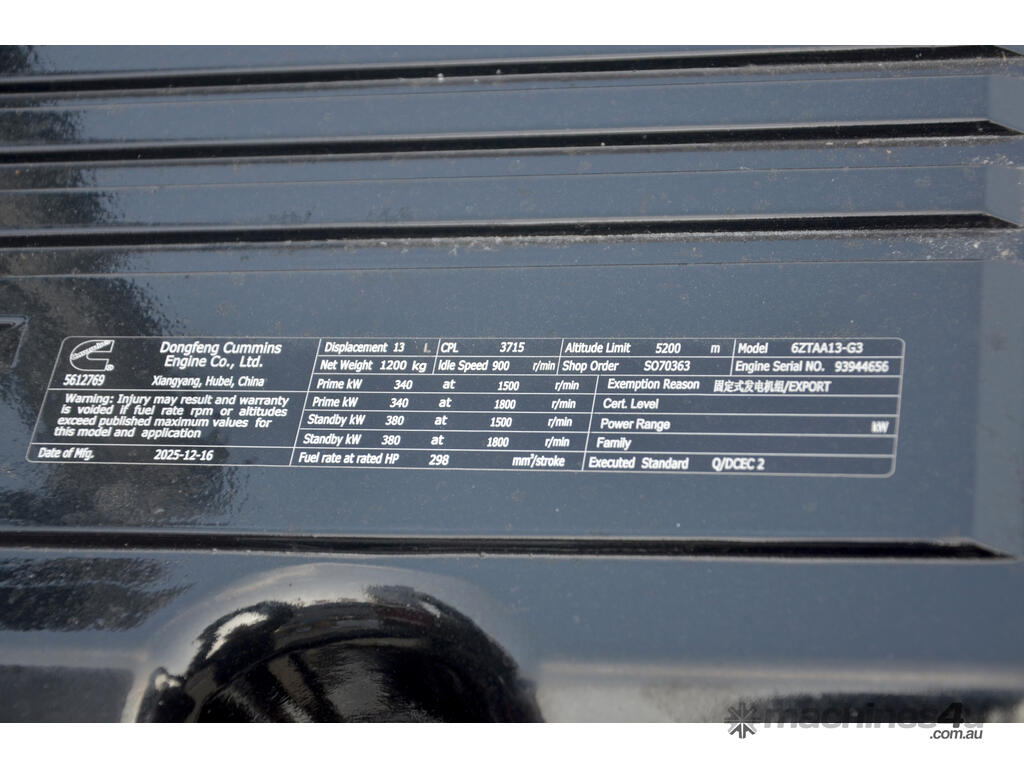 Dongfeng Cummins
Engine Co., Ltd.
5612769 Xiangyang, Hubei, China
Warning: Injury may result and warranty
is voided if fuel rate rpm or altitudes
exceed published maximum values for
this model and application
Date of Mfg. 2025-12-16
Displacement 13 L CPL 3715 Altitude Limit 5200 m Model 6ZTAA13-G3
Net Weight 1200 kg Idle Speed 900 r/min Shop Order SO70363 Engine Serial NO. 93944656
Prime kW 340 at 1500 r/min Exemption Reason 固定式发电机组/EXPORT
Prime kW 340 at 1800 r/min Cert. Level
Standby kW 380 at 1500 r/min Power Range kW
Standby kW 380 at 1800 r/min Family
Fuel rate at rated HP 298 mm³/stroke Executed Standard Q/DCEC 2
machines4u
.com.au